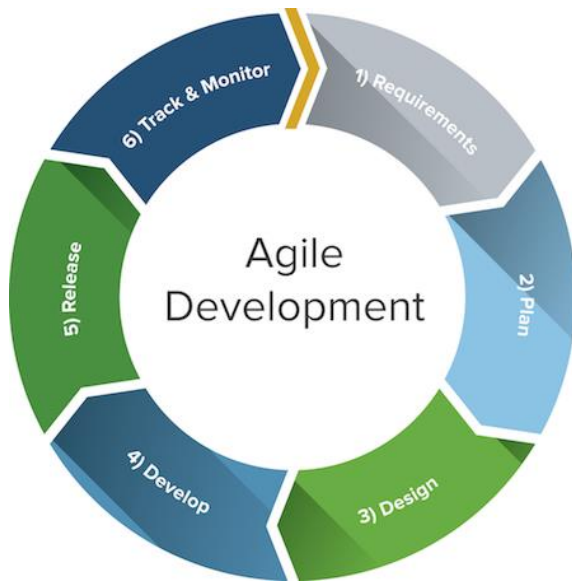 Agile
Development
1) Requirements
2) Plan
3) Design
4) Develop
5) Release
6) Track & Monitor